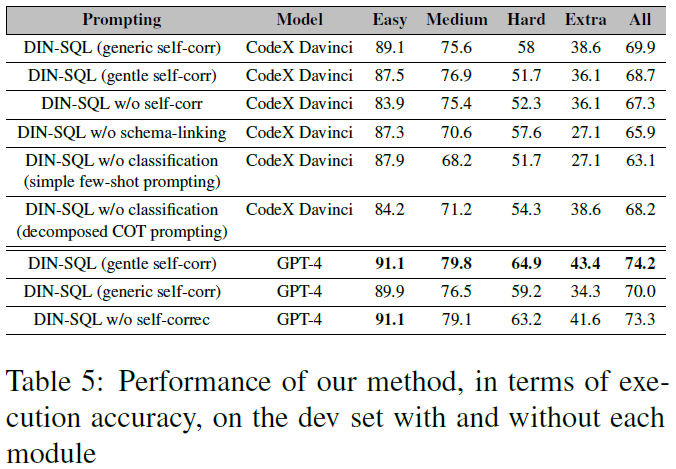 Prompting Model Easy Medium Hard Extra All
DIN-SQL (generic self-corr) CodeX Davinci 89.1 75.6 58 38.6 69.9
DIN-SQL (gentle self-corr) CodeX Davinci 87.5 76.9 51.7 36.1 68.7
DIN-SQL w/o self-corr CodeX Davinci 83.9 75.4 52.3 36.1 67.3
DIN-SQL w/o schema-linking CodeX Davinci 87.3 70.6 57.6 27.1 65.9
DIN-SQL w/o classification CodeX Davinci 87.9 68.2 51.7 27.1 63.1
(simple few-shot prompting)
DIN-SQL w/o classification CodeX Davinci 84.2 71.2 54.3 38.6 68.2
(decomposed COT prompting)
DIN-SQL (gentle self-corr) GPT-4 91.1 79.8 64.9 43.4 74.2
DIN-SQL (generic self-corr) GPT-4 89.9 76.5 59.2 34.3 70.0
DIN-SQL w/o self-correc GPT-4 91.1 79.1 63.2 41.6 73.3
Table 5: Performance of our method, in terms of exe-
cution accuracy, on the dev set with and without each
module